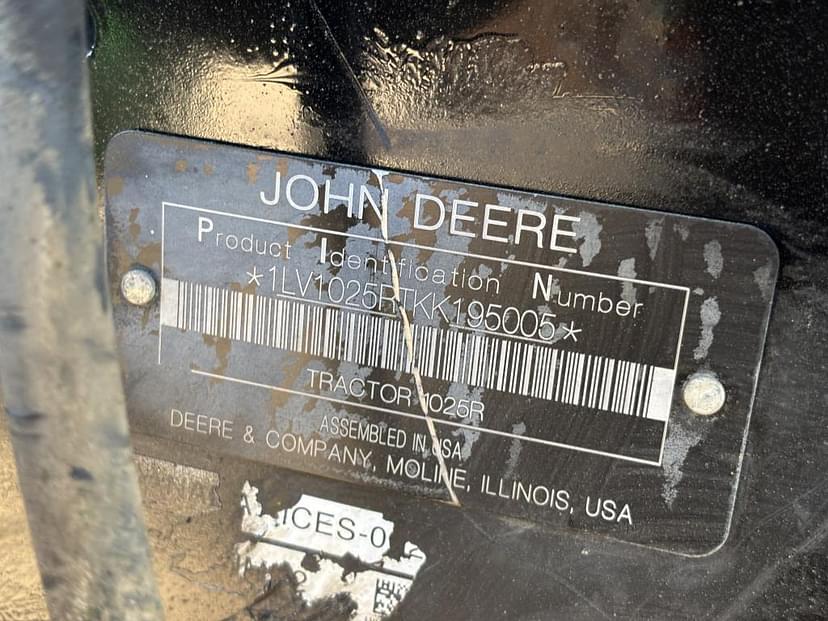 JOHN DEERE
Product Identification Number
*1LV1025RTKK195005*
TRACTOR 1025R
ASSEMBLED IN USA
DEERE & COMPANY, MOLINE, ILLINOIS, USA
ICES-0